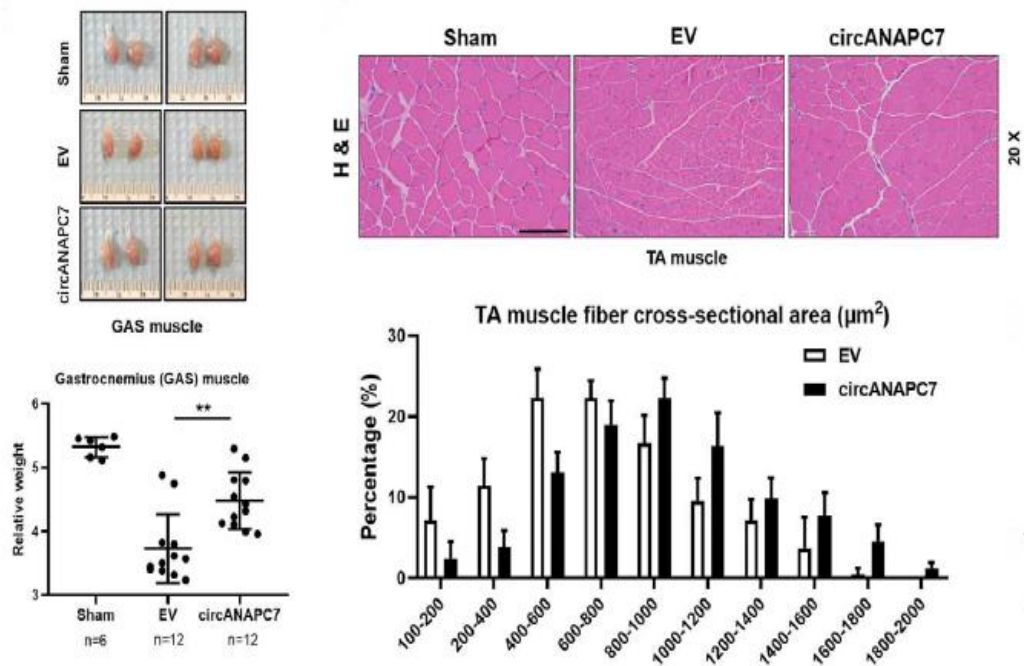 Sham
EV
circANAPC7
GAS muscle
Sham
EV
circANAPC7
H & E
20 X
TA muscle
Gastrocnemius (GAS) muscle
Relative weight
6
5
4
3
**
Sham
EV
circANAPC7
n=6
n=12
n=12
TA muscle fiber cross-sectional area (µm²)
Percentage (%)
30
20
10
0
EV
circANAPC7
100-200
200-400
400-600
600-800
800-1000
1000-1200
1200-1400
1400-1600
1600-1800
1800-2000